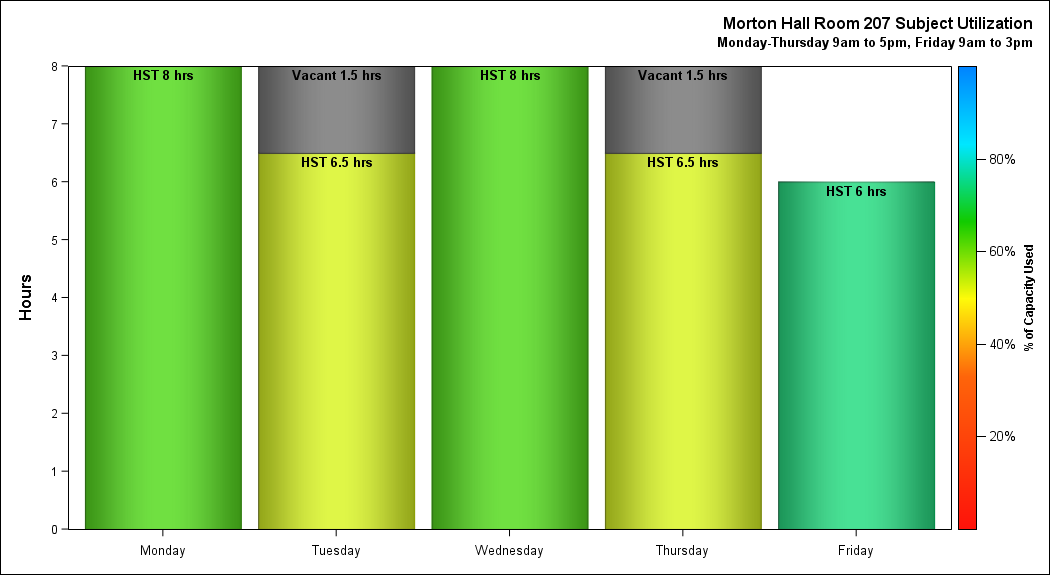 Morton Hall Room 207 Subject Utilization
Monday-Thursday 9am to 5pm, Friday 9am to 3pm
8
7
6
5
4
3
2
1
0
Hours
HST 8 hrs
Vacant 1.5 hrs
HST 6.5 hrs
HST 8 hrs
Vacant 1.5 hrs
HST 6.5 hrs
HST 6 hrs
Monday
Tuesday
Wednesday
Thursday
Friday
80%
60%
40%
20%
% of Capacity Used